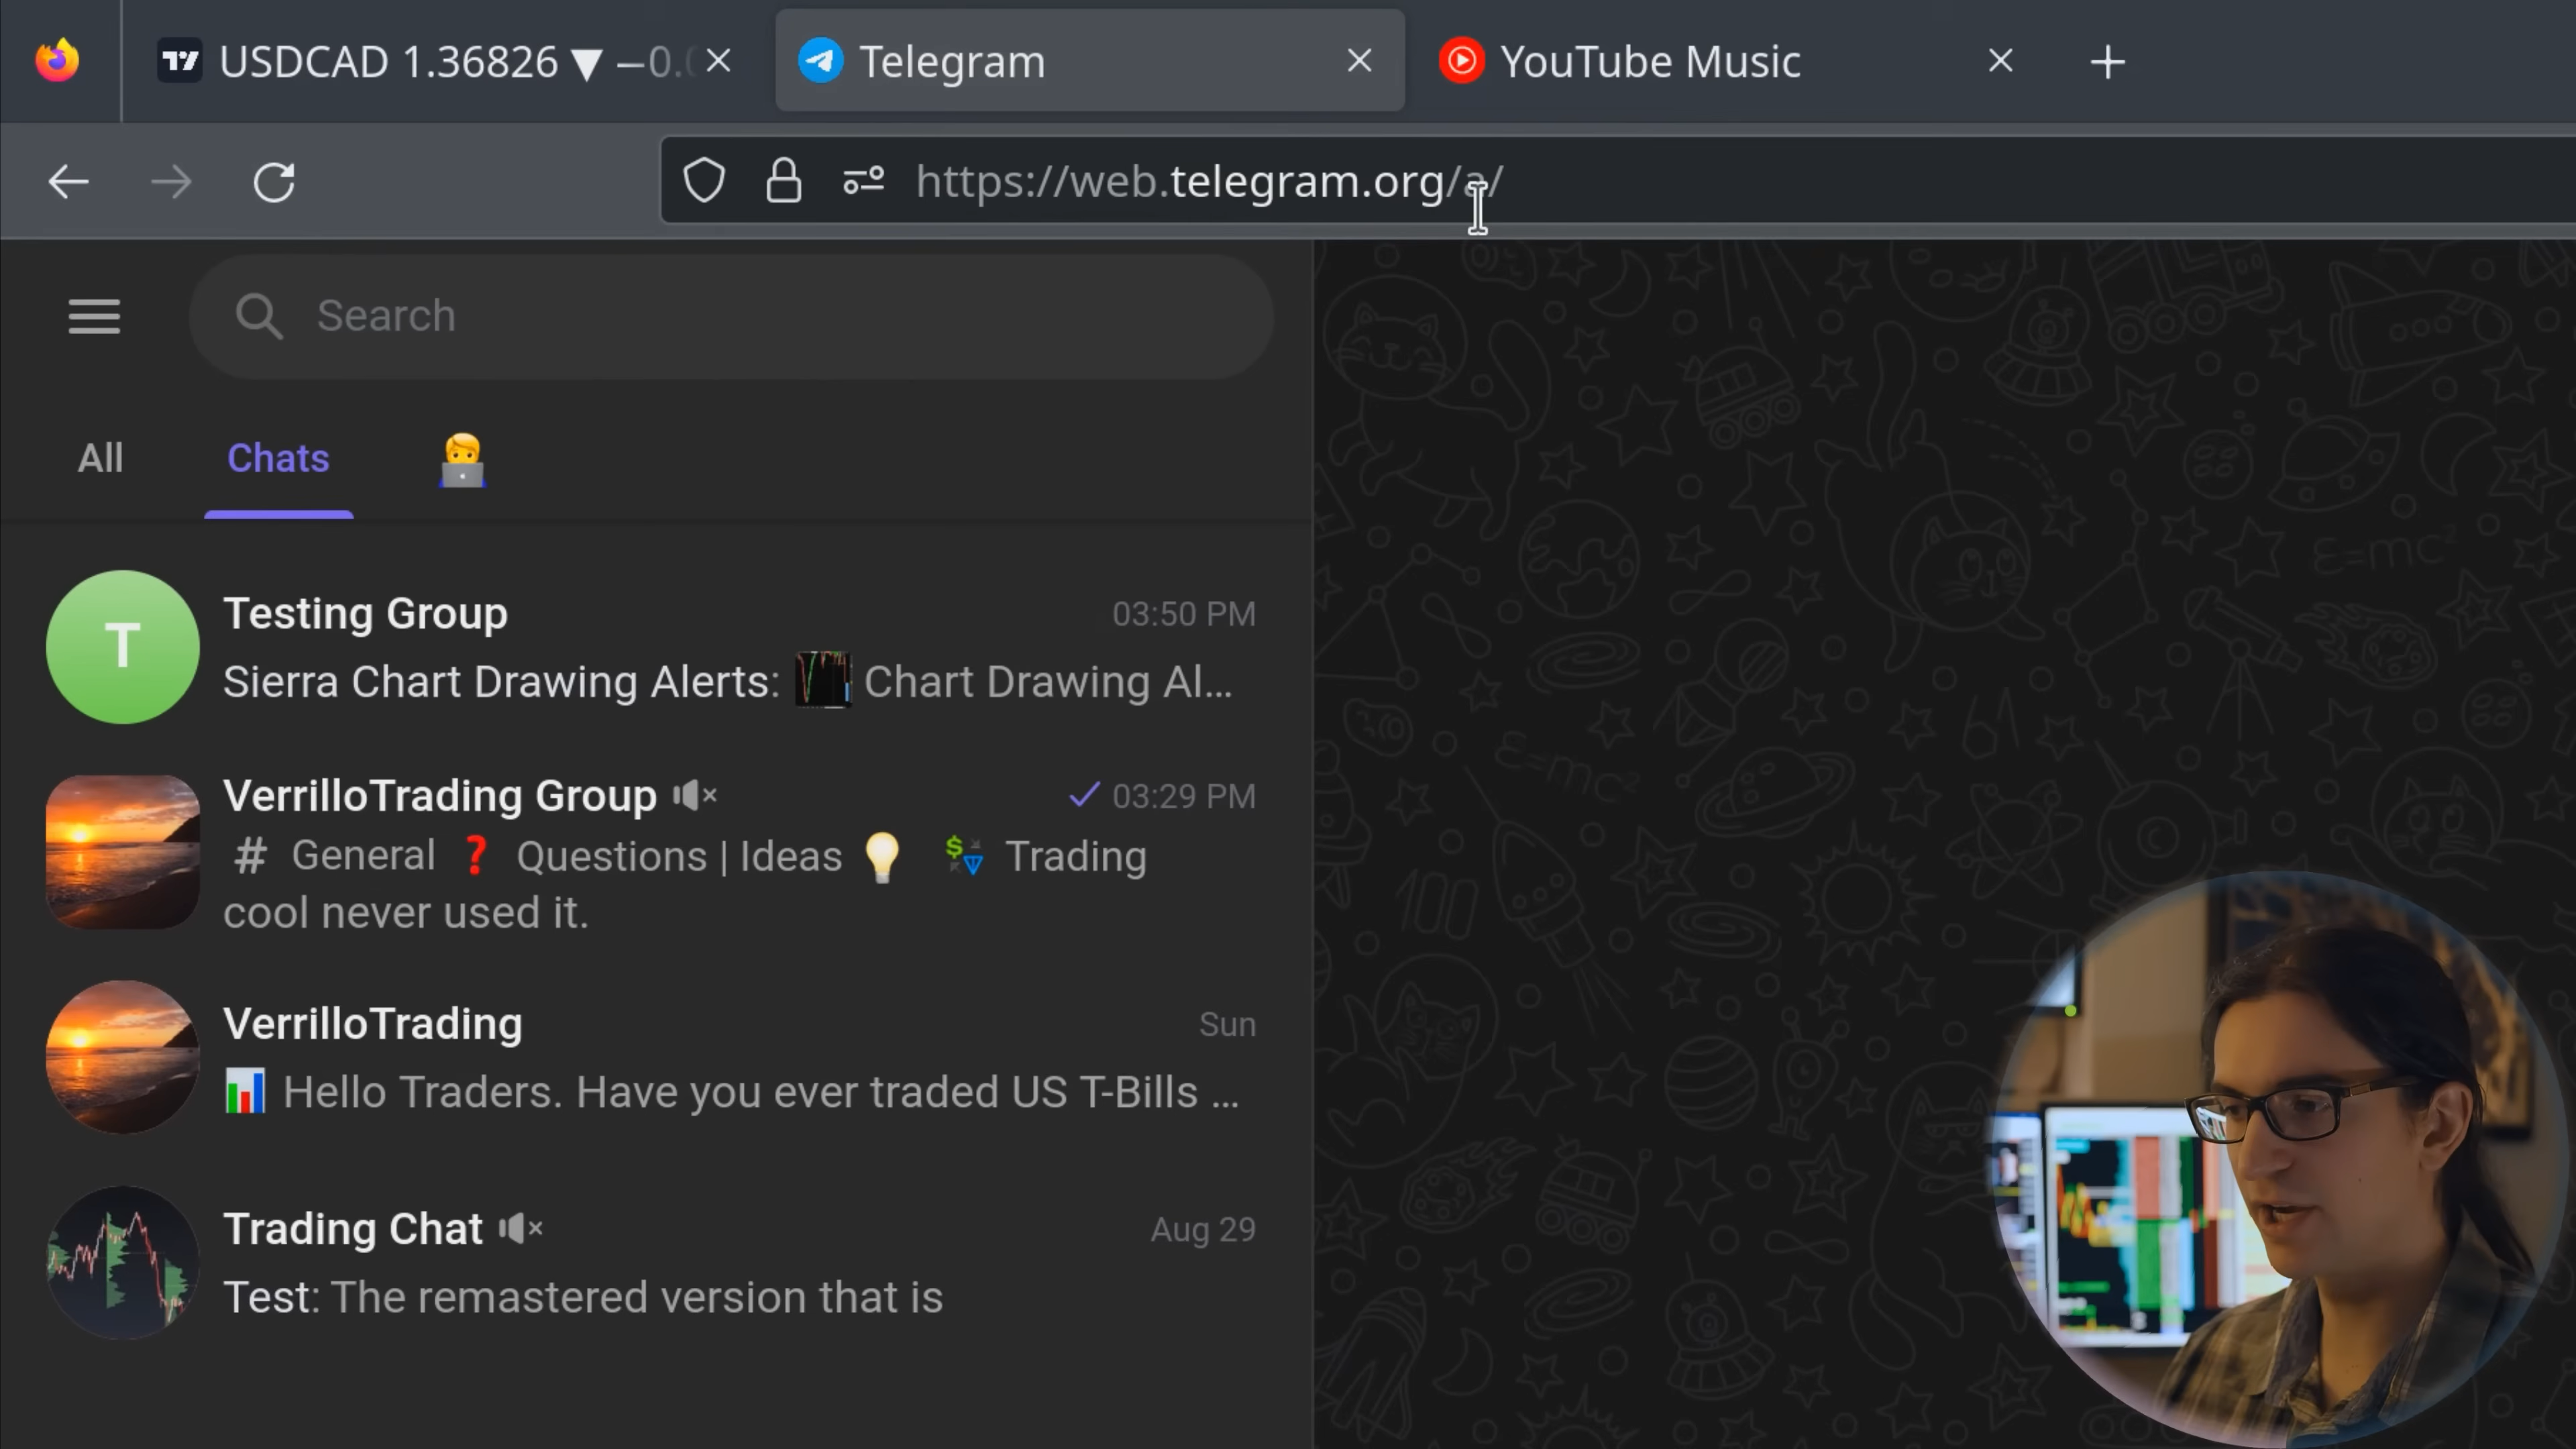 USDCAD 1.36826 ▼ −0.0
Telegram
YouTube Music
https://web.telegram.org/a/
Search
All
Chats
T
Testing Group
03:50 PM
Sierra Chart Drawing Alerts: Chart Drawing Al...
VerrilloTrading Group
03:29 PM
# General ❓ Questions | Ideas 💡 Trading
cool never used it.
VerrilloTrading
Sun
📊 Hello Traders. Have you ever traded US T-Bills ...
Trading Chat
Aug 29
Test: The remastered version that is
E=mc²
E=mc²